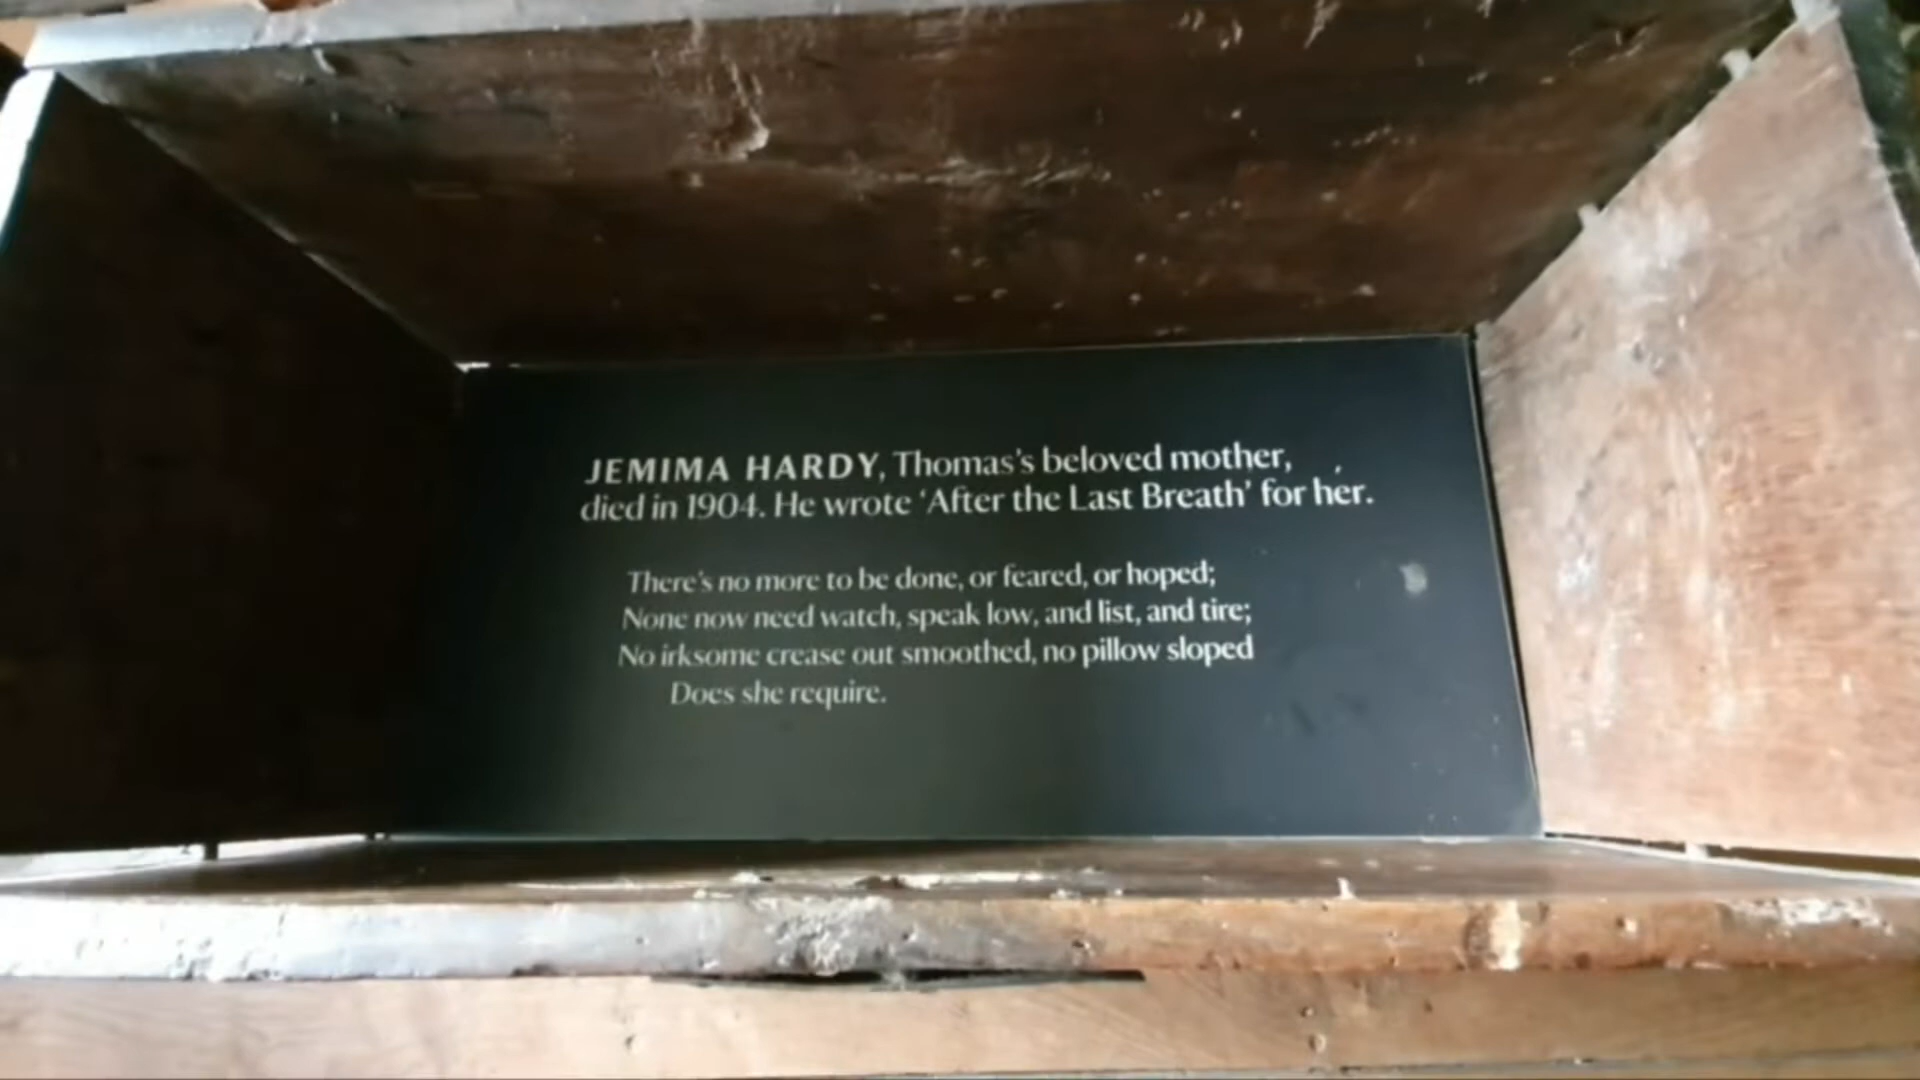 JEMIMA HARDY, Thomas's beloved mother,
died in 1904. He wrote ‘After the Last Breath’ for her.
There's no more to be done, or feared, or hoped;
None now need watch, speak low, and list, and tire;
No irksome crease out smoothed, no pillow sloped
Does she require.